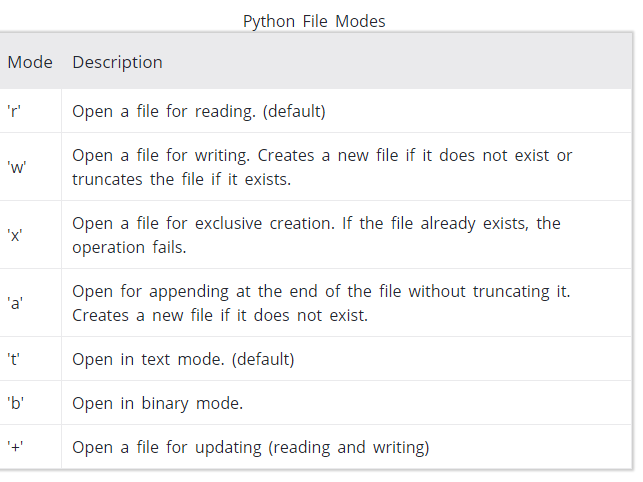 Python File Modes
Mode Description
'r' Open a file for reading. (default)
'w' Open a file for writing. Creates a new file if it does not exist or
truncates the file if it exists.
'x' Open a file for exclusive creation. If the file already exists, the
operation fails.
'a' Open for appending at the end of the file without truncating it.
Creates a new file if it does not exist.
't' Open in text mode. (default)
'b' Open in binary mode.
'+' Open a file for updating (reading and writing)